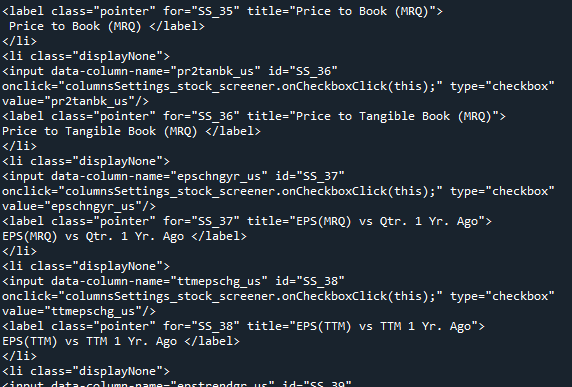 <label class="pointer" for="SS_35" title="Price to Book (MRQ)">
Price to Book (MRQ) </label>
</li>
<li class="displayNone">
<input data-column-name="pr2tanbk_us" id="SS_36"
onclick="columnsSettings_stock_screener.onCheckboxClick(this);" type="checkbox"
value="pr2tanbk_us"/>
<label class="pointer" for="SS_36" title="Price to Tangible Book (MRQ)">
Price to Tangible Book (MRQ) </label>
</li>
<li class="displayNone">
<input data-column-name="epschngyr_us" id="SS_37"
onclick="columnsSettings_stock_screener.onCheckboxClick(this);" type="checkbox"
value="epschngyr_us"/>
<label class="pointer" for="SS_37" title="EPS(MRQ) vs Qtr. 1 Yr. Ago">
EPS(MRQ) vs Qtr. 1 Yr. Ago </label>
</li>
<li class="displayNone">
<input data-column-name="ttmepschg_us" id="SS_38"
onclick="columnsSettings_stock_screener.onCheckboxClick(this);" type="checkbox"
value="ttmepschg_us"/>
<label class="pointer" for="SS_38" title="EPS(TTM) vs TTM 1 Yr. Ago">
EPS(TTM) vs TTM 1 Yr. Ago </label>
</li>
<li class="displayNone">
<input data-column-name="epstrendgr_us" id="SS_39"